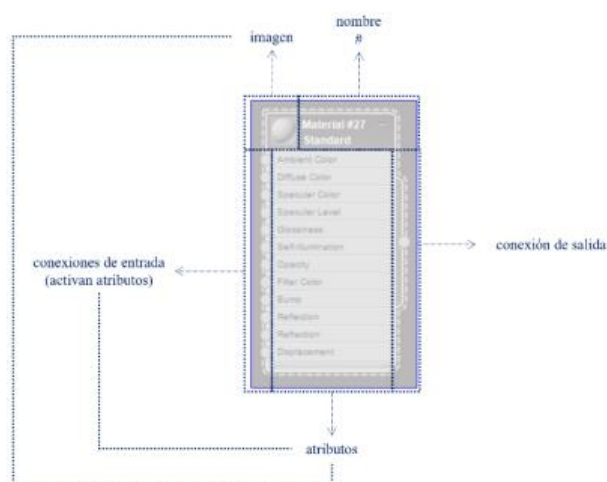 nombre
#
imagen
Material #27
Standard
Ambient Color
Diffuse Color
Specular Color
Specular Level
Glossiness
Self-Illumination
Opacity
Filter Color
Bump
Reflection
Refraction
Displacement
conexiones de entrada
(activan atributos)
conexión de salida
atributos